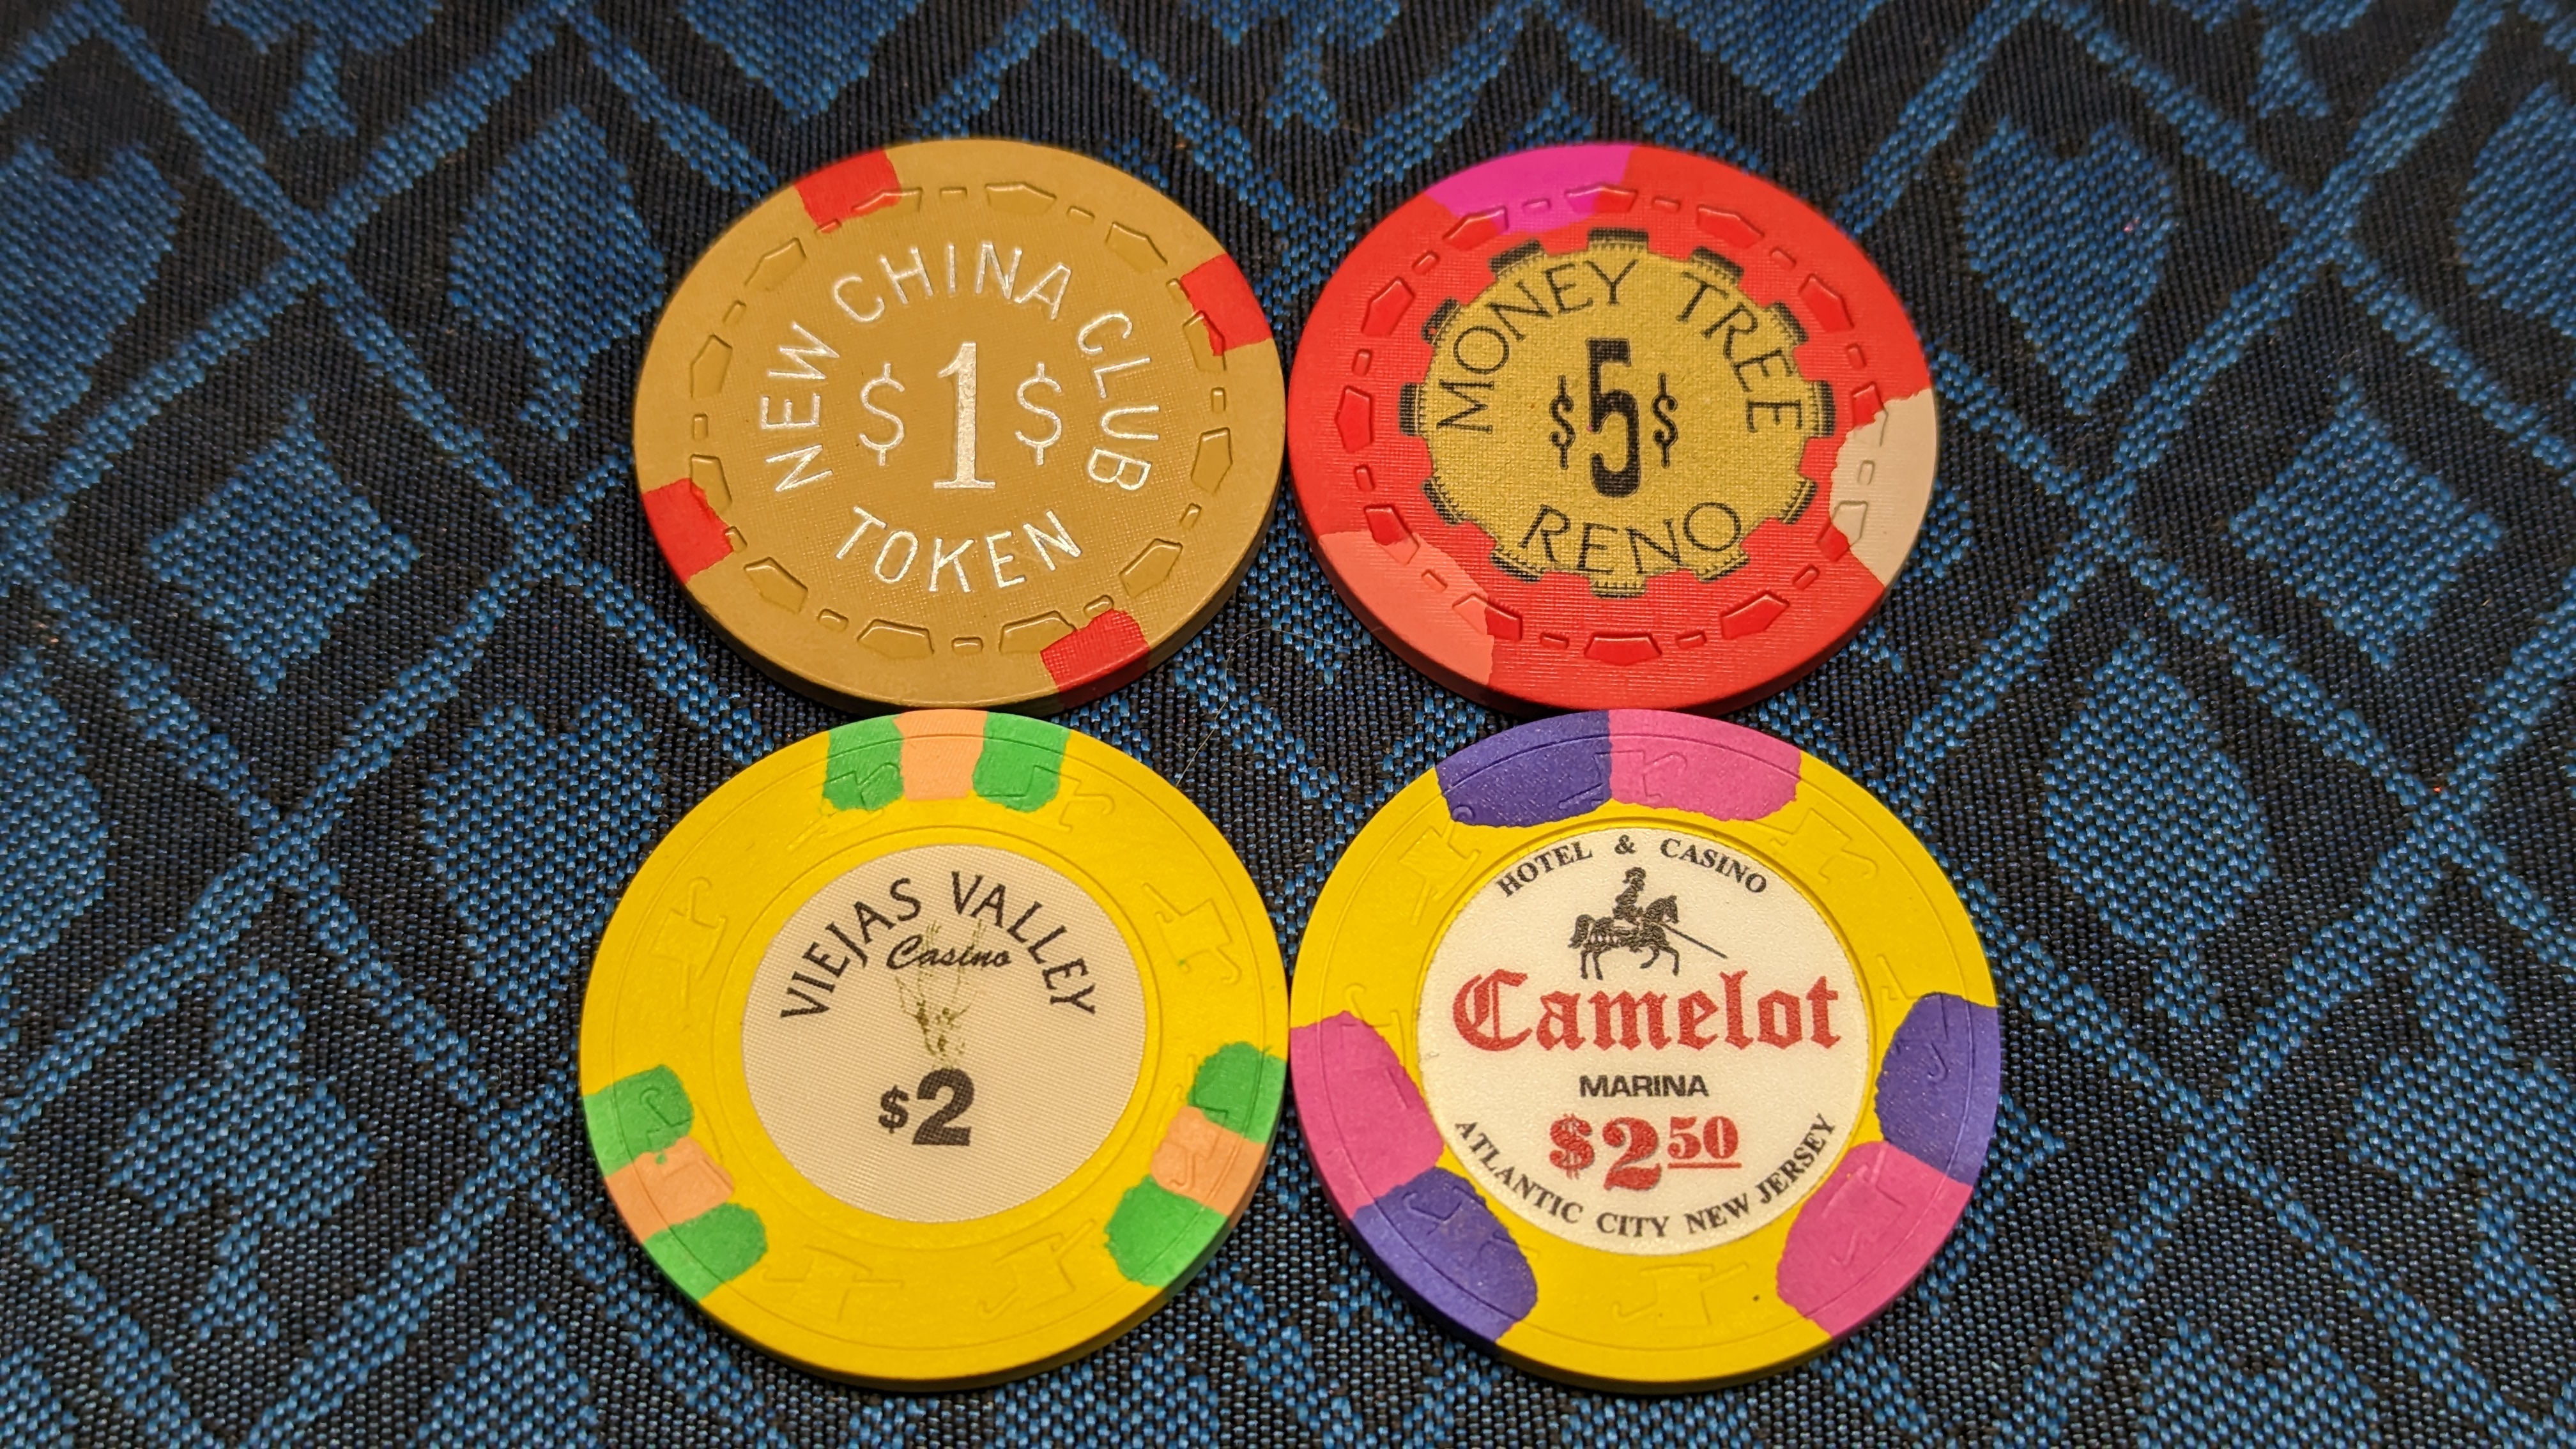 NEW CHINA CLUB
$1$
TOKEN
MONEY TREE
$5$
RENO
VIEJAS VALLEY
Casino
$2
HOTEL & CASINO
Camelot
MARINA
$2 50
ATLANTIC CITY NEW JERSEY